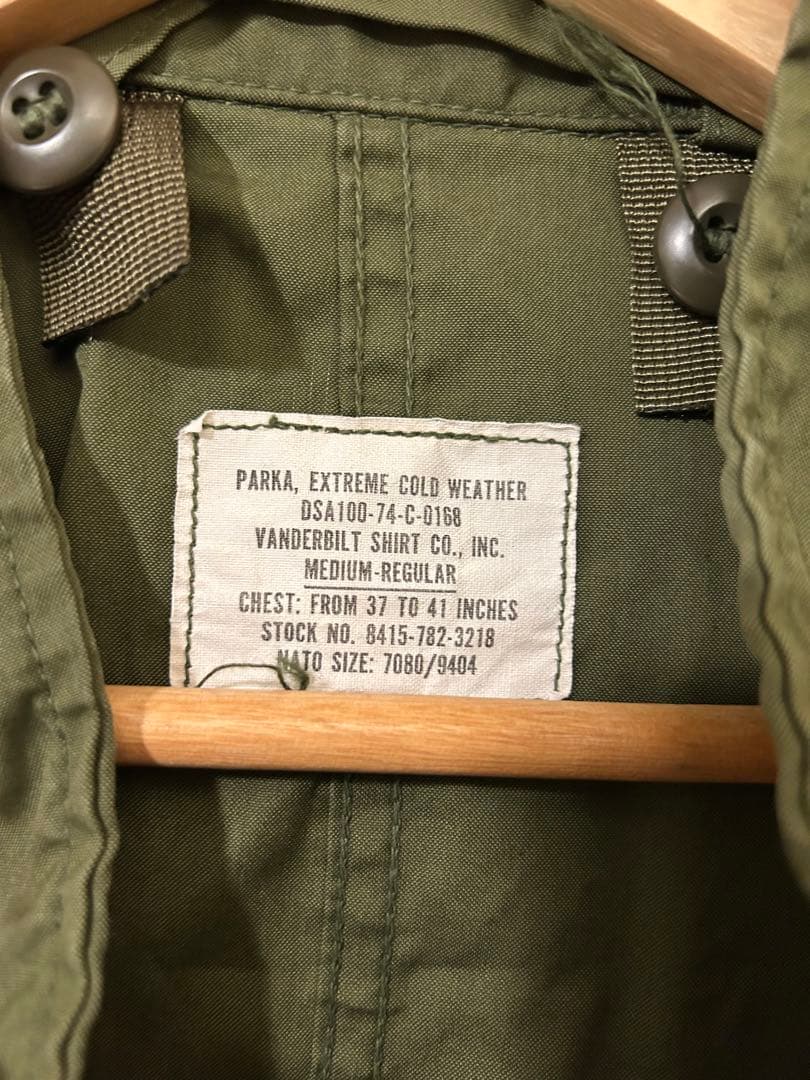 PARKA, EXTREME COLD WEATHER
DSA100-74-C-0168
VANDERBILT SHIRT CO., INC.
MEDIUM-REGULAR
CHEST: FROM 37 TO 41 INCHES
STOCK NO. 8415-782-3218
NATO SIZE: 7080/9404